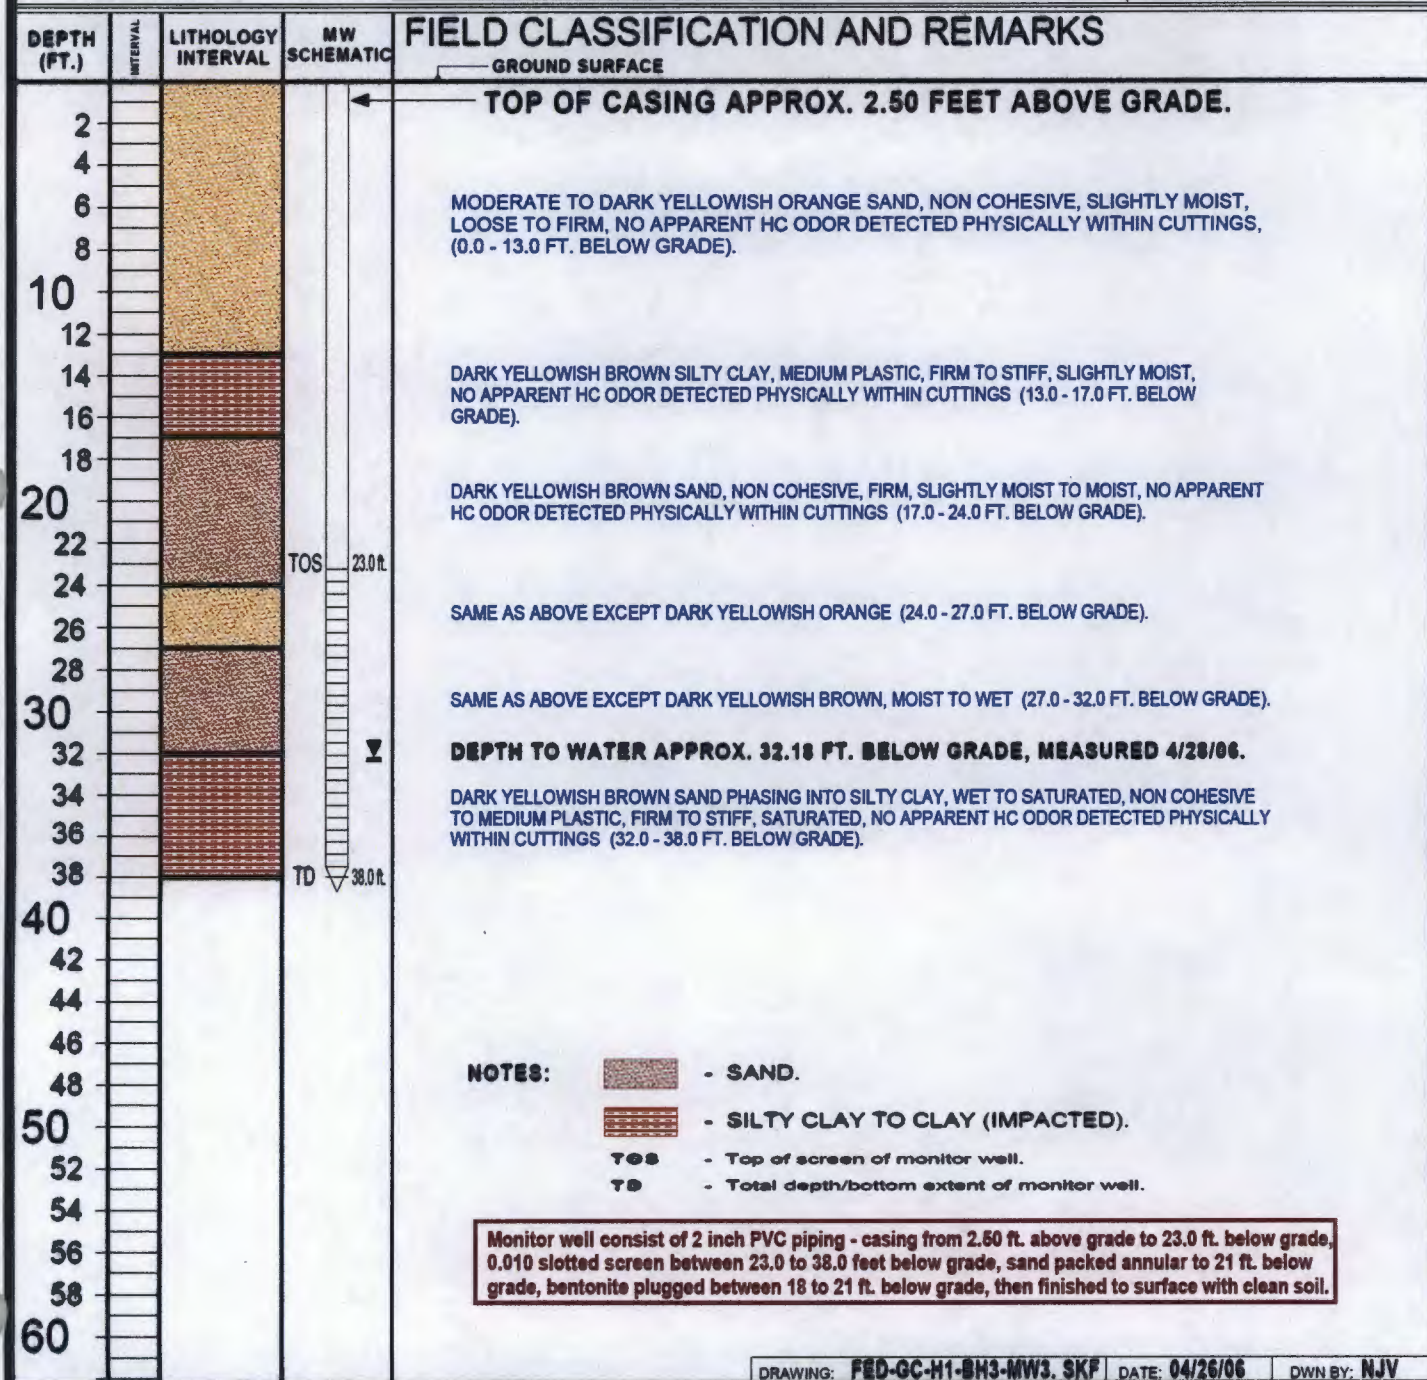 DEPTH (FT.)
INTERVAL
LITHOLOGY INTERVAL
MW SCHEMATIC
FIELD CLASSIFICATION AND REMARKS
GROUND SURFACE
TOP OF CASING APPROX. 2.50 FEET ABOVE GRADE.
2
4
6
8
10
12
14
16
18
20
22
24
26
28
30
32
34
36
38
40
42
44
46
48
50
52
54
56
58
60
TOS 23.0 ft.
TD 38.0 ft.
MODERATE TO DARK YELLOWISH ORANGE SAND, NON COHESIVE, SLIGHTLY MOIST,
LOOSE TO FIRM, NO APPARENT HC ODOR DETECTED PHYSICALLY WITHIN CUTTINGS,
(0.0 - 13.0 FT. BELOW GRADE).
DARK YELLOWISH BROWN SILTY CLAY, MEDIUM PLASTIC, FIRM TO STIFF, SLIGHTLY MOIST,
NO APPARENT HC ODOR DETECTED PHYSICALLY WITHIN CUTTINGS (13.0 - 17.0 FT. BELOW
GRADE).
DARK YELLOWISH BROWN SAND, NON COHESIVE, FIRM, SLIGHTLY MOIST TO MOIST, NO APPARENT
HC ODOR DETECTED PHYSICALLY WITHIN CUTTINGS (17.0 - 24.0 FT. BELOW GRADE).
SAME AS ABOVE EXCEPT DARK YELLOWISH ORANGE (24.0 - 27.0 FT. BELOW GRADE).
SAME AS ABOVE EXCEPT DARK YELLOWISH BROWN, MOIST TO WET (27.0 - 32.0 FT. BELOW GRADE).
DEPTH TO WATER APPROX. 32.18 FT. BELOW GRADE, MEASURED 4/28/06.
DARK YELLOWISH BROWN SAND PHASING INTO SILTY CLAY, WET TO SATURATED, NON COHESIVE
TO MEDIUM PLASTIC, FIRM TO STIFF, SATURATED, NO APPARENT HC ODOR DETECTED PHYSICALLY
WITHIN CUTTINGS (32.0 - 38.0 FT. BELOW GRADE).
NOTES: - SAND.
- SILTY CLAY TO CLAY (IMPACTED).
TOS - Top of screen of monitor well.
TD - Total depth/bottom extent of monitor well.
Monitor well consist of 2 inch PVC piping - casing from 2.50 ft. above grade to 23.0 ft. below grade,
0.010 slotted screen between 23.0 to 38.0 feet below grade, sand packed annular to 21 ft. below
grade, bentonite plugged between 18 to 21 ft. below grade, then finished to surface with clean soil.
DRAWING: FED-GC-H1-BH3-MW3. SKF DATE: 04/26/06 DWN BY: NJV